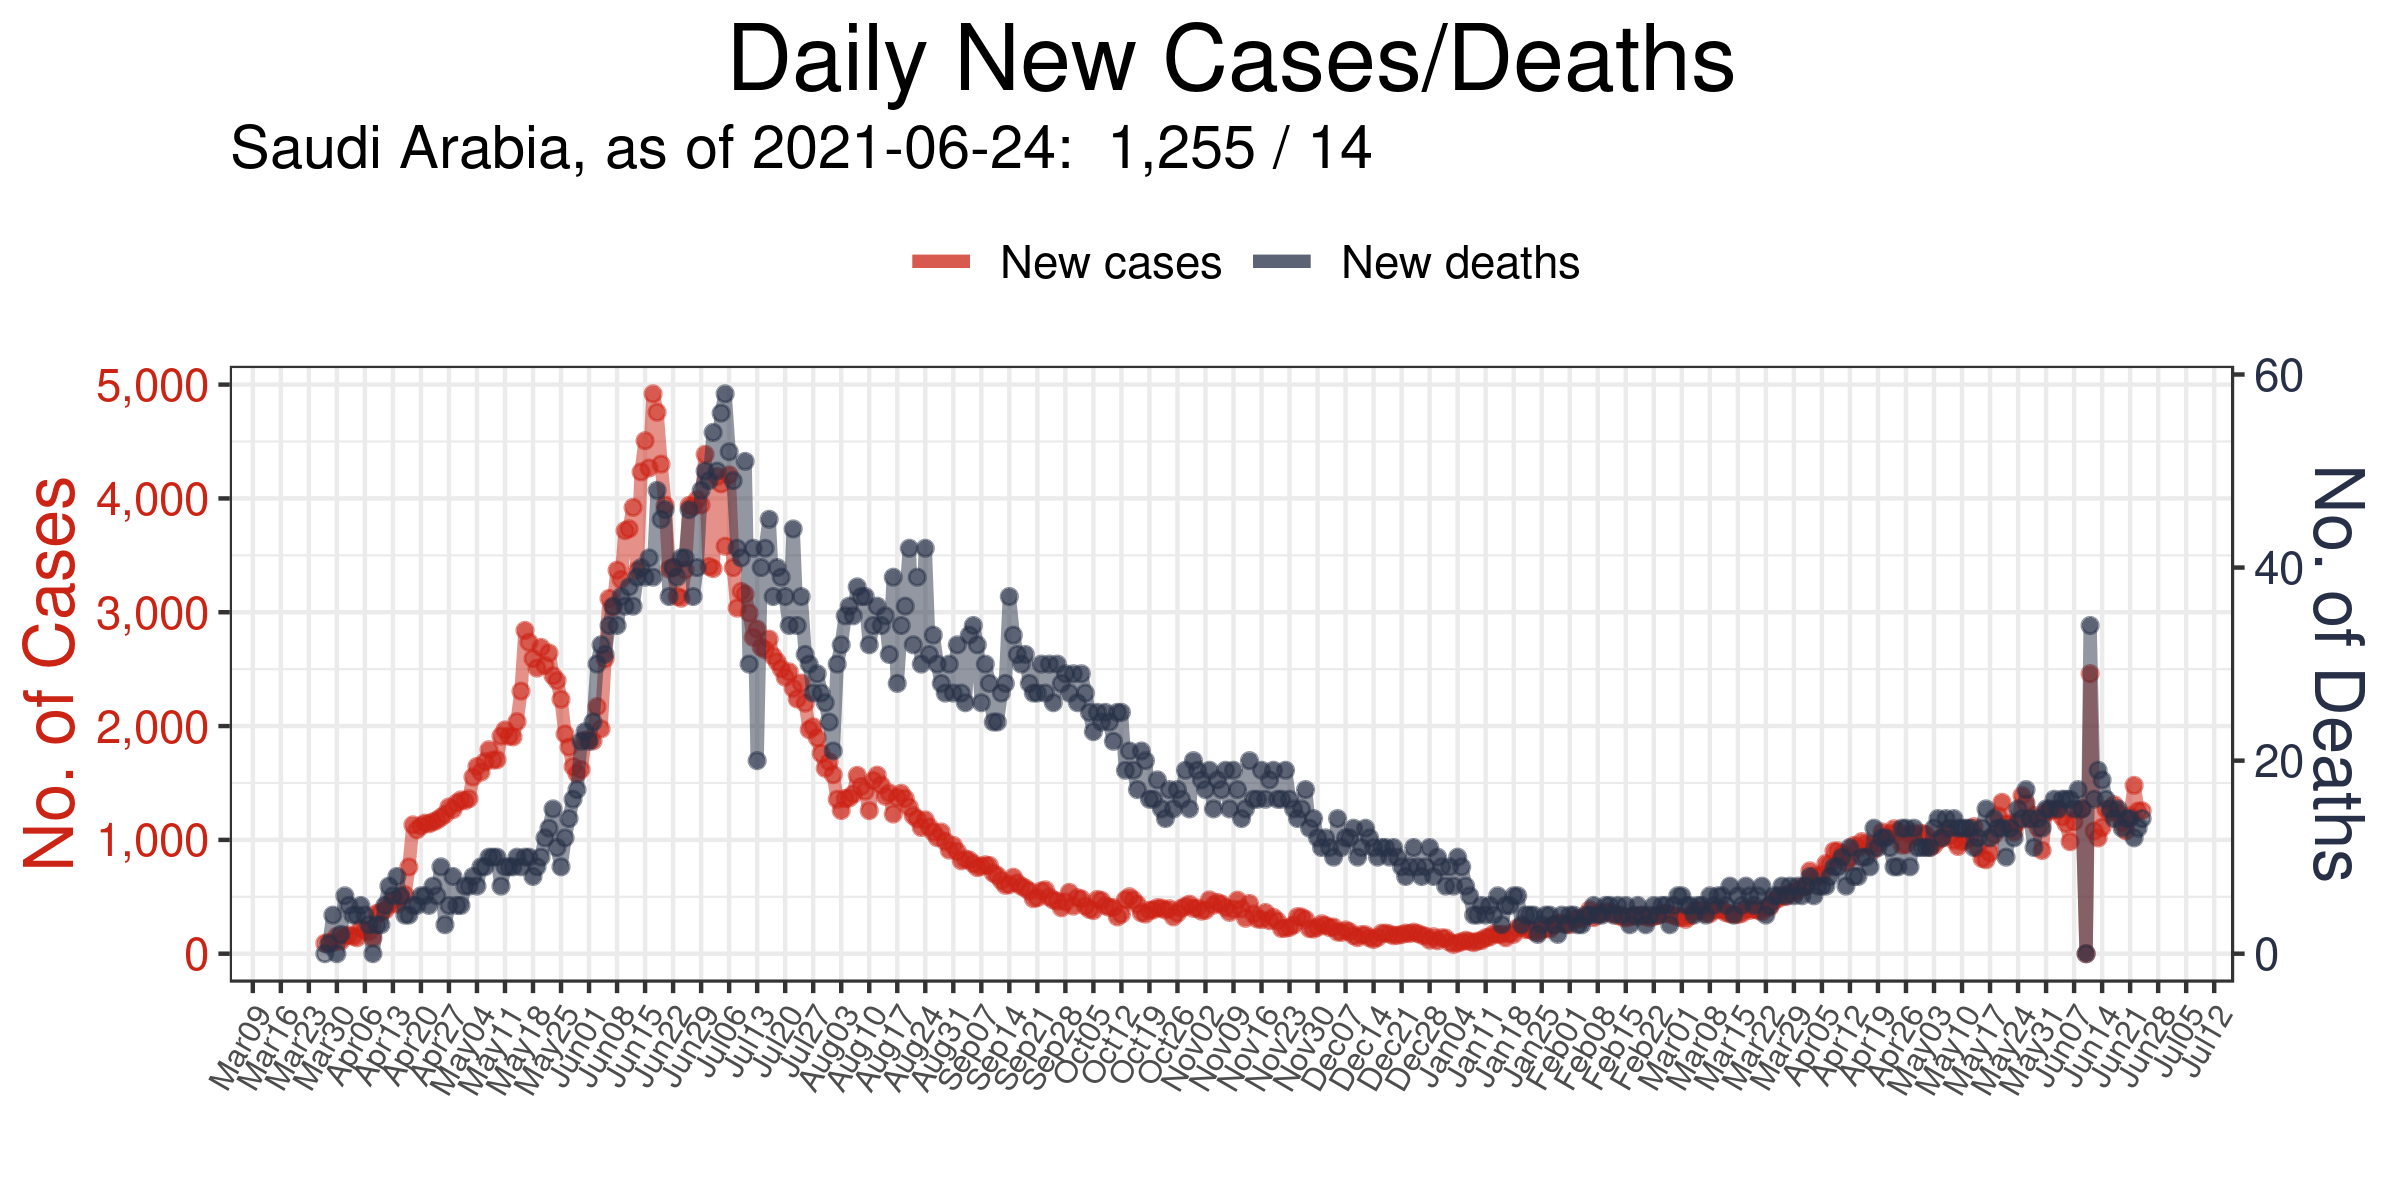 Daily New Cases/Deaths
Saudi Arabia, as of 2021-06-24:  1,255 / 14
New cases
New deaths
No. of Cases
5,000
4,000
3,000
2,000
1,000
0
60
40
20
0
No. of Deaths
Mar09
Mar16
Mar23
Mar30
Apr06
Apr13
Apr20
Apr27
May04
May11
May18
May25
Jun01
Jun08
Jun15
Jun22
Jun29
Jul06
Jul13
Jul20
Jul27
Aug03
Aug10
Aug17
Aug24
Aug31
Sep07
Sep14
Sep21
Sep28
Oct05
Oct12
Oct19
Oct26
Nov02
Nov09
Nov16
Nov23
Nov30
Dec07
Dec14
Dec21
Dec28
Jan04
Jan11
Jan18
Jan25
Feb01
Feb08
Feb15
Feb22
Mar01
Mar08
Mar15
Mar22
Mar29
Apr05
Apr12
Apr19
Apr26
May03
May10
May17
May24
May31
Jun07
Jun14
Jun21
Jun28
Jul05
Jul12